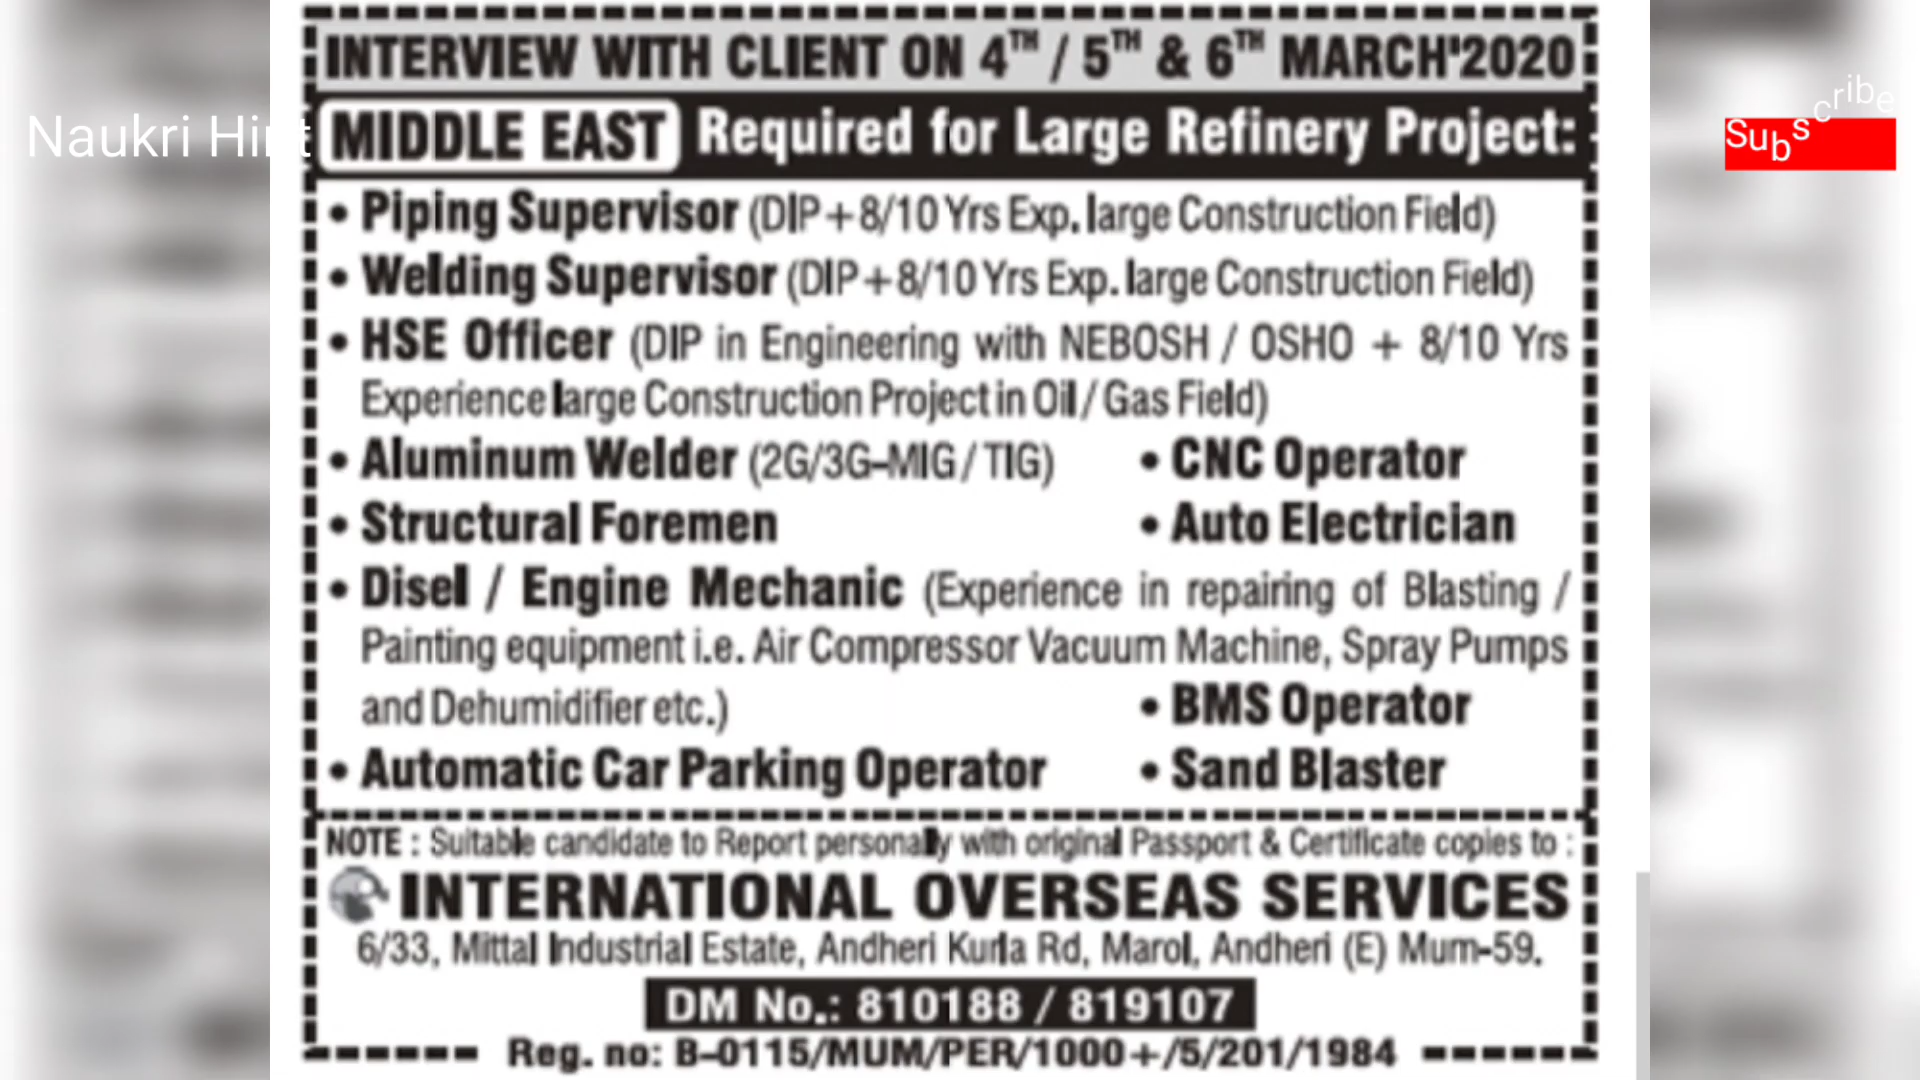 INTERVIEW WITH CLIENT ON 4TH / 5TH & 6TH MARCH'2020
Naukri Hint
Subscribe
MIDDLE EAST Required for Large Refinery Project:
• Piping Supervisor (DIP+8/10 Yrs Exp. large Construction Field)
• Welding Supervisor (DIP+8/10 Yrs Exp. large Construction Field)
• HSE Officer (DIP in Engineering with NEBOSH / OSHO + 8/10 Yrs
Experience large Construction Project in Oil / Gas Field)
• Aluminum Welder (2G/3G-MIG / TIG) • CNC Operator
• Structural Foremen • Auto Electrician
• Disel / Engine Mechanic (Experience in repairing of Blasting /
Painting equipment i.e. Air Compressor Vacuum Machine, Spray Pumps
and Dehumidifier etc.) • BMS Operator
• Automatic Car Parking Operator • Sand Blaster
NOTE : Suitable candidate to Report personally with original Passport & Certificate copies to :
INTERNATIONAL OVERSEAS SERVICES
6/33, Mittal Industrial Estate, Andheri Kurla Rd, Marol, Andheri (E) Mum-59.
DM No.: 810188 / 819107
Reg. no: B-0115/MUM/PER/1000+/5/201/1984